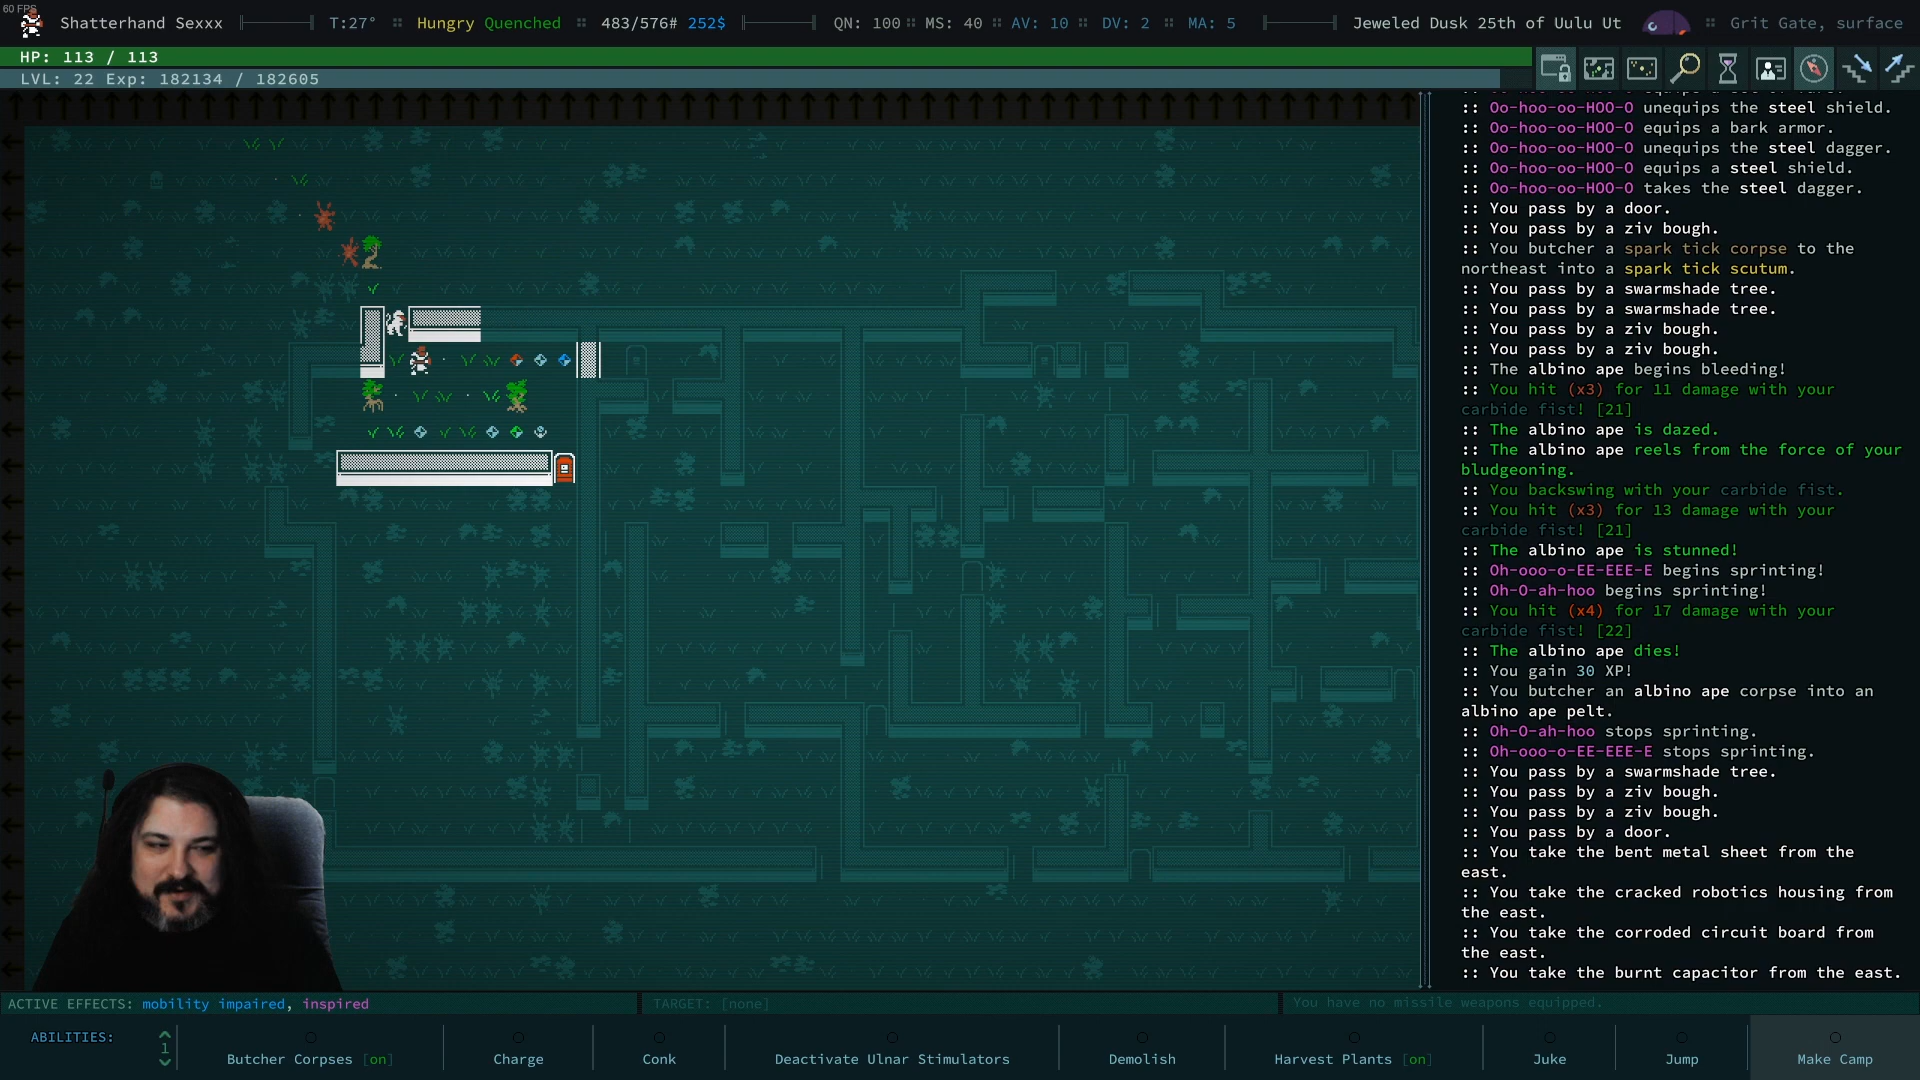 60 FPS
Shatterhand Sexxx T:27° :: Hungry Quenched :: 483/576# 252$ QN: 100 :: MS: 40 :: AV: 10 :: DV: 2 :: MA: 5 Jeweled Dusk 25th of Uulu Ut :: Grit Gate, surface
HP: 113 / 113
LVL: 22 Exp: 182134 / 182605
:: Oo-hoo-oo-HOO-O unequips the steel shield.
:: Oo-hoo-oo-HOO-O equips a bark armor.
:: Oo-hoo-oo-HOO-O unequips the steel dagger.
:: Oo-hoo-oo-HOO-O equips a steel shield.
:: Oo-hoo-oo-HOO-O takes the steel dagger.
:: You pass by a door.
:: You pass by a ziv bough.
:: You butcher a spark tick corpse to the
northeast into a spark tick scutum.
:: You pass by a swarmshade tree.
:: You pass by a swarmshade tree.
:: You pass by a ziv bough.
:: You pass by a ziv bough.
:: The albino ape begins bleeding!
:: You hit (x3) for 11 damage with your
carbide fist! [21]
:: The albino ape is dazed.
:: The albino ape reels from the force of your
bludgeoning.
:: You backswing with your carbide fist.
:: You hit (x3) for 13 damage with your
carbide fist! [21]
:: The albino ape is stunned!
:: Oh-ooo-o-EE-EEE-E begins sprinting!
:: Oh-O-ah-hoo begins sprinting!
:: You hit (x4) for 17 damage with your
carbide fist! [22]
:: The albino ape dies!
:: You gain 30 XP!
:: You butcher an albino ape corpse into an
albino ape pelt.
:: Oh-O-ah-hoo stops sprinting.
:: Oh-ooo-o-EE-EEE-E stops sprinting.
:: You pass by a swarmshade tree.
:: You pass by a ziv bough.
:: You pass by a ziv bough.
:: You pass by a door.
:: You take the bent metal sheet from the
east.
:: You take the cracked robotics housing from
the east.
:: You take the corroded circuit board from
the east.
:: You take the burnt capacitor from the east.
ACTIVE EFFECTS: mobility impaired, inspired TARGET: [none] You have no missile weapons equipped.
ABILITIES: 1 Butcher Corpses [on] Charge Conk Deactivate Ulnar Stimulators Demolish Harvest Plants [on] Juke Jump Make Camp